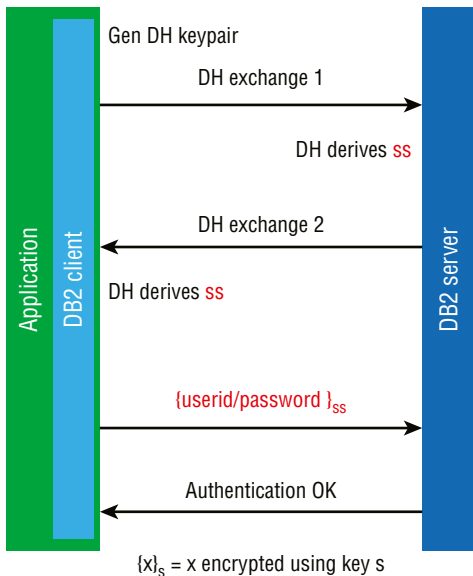 Gen DH keypair
DH exchange 1
DH derives ss
DH exchange 2
DH derives ss
{userid/password }ss
Authentication OK
{x}s = x encrypted using key s
Application
DB2 client
DB2 server